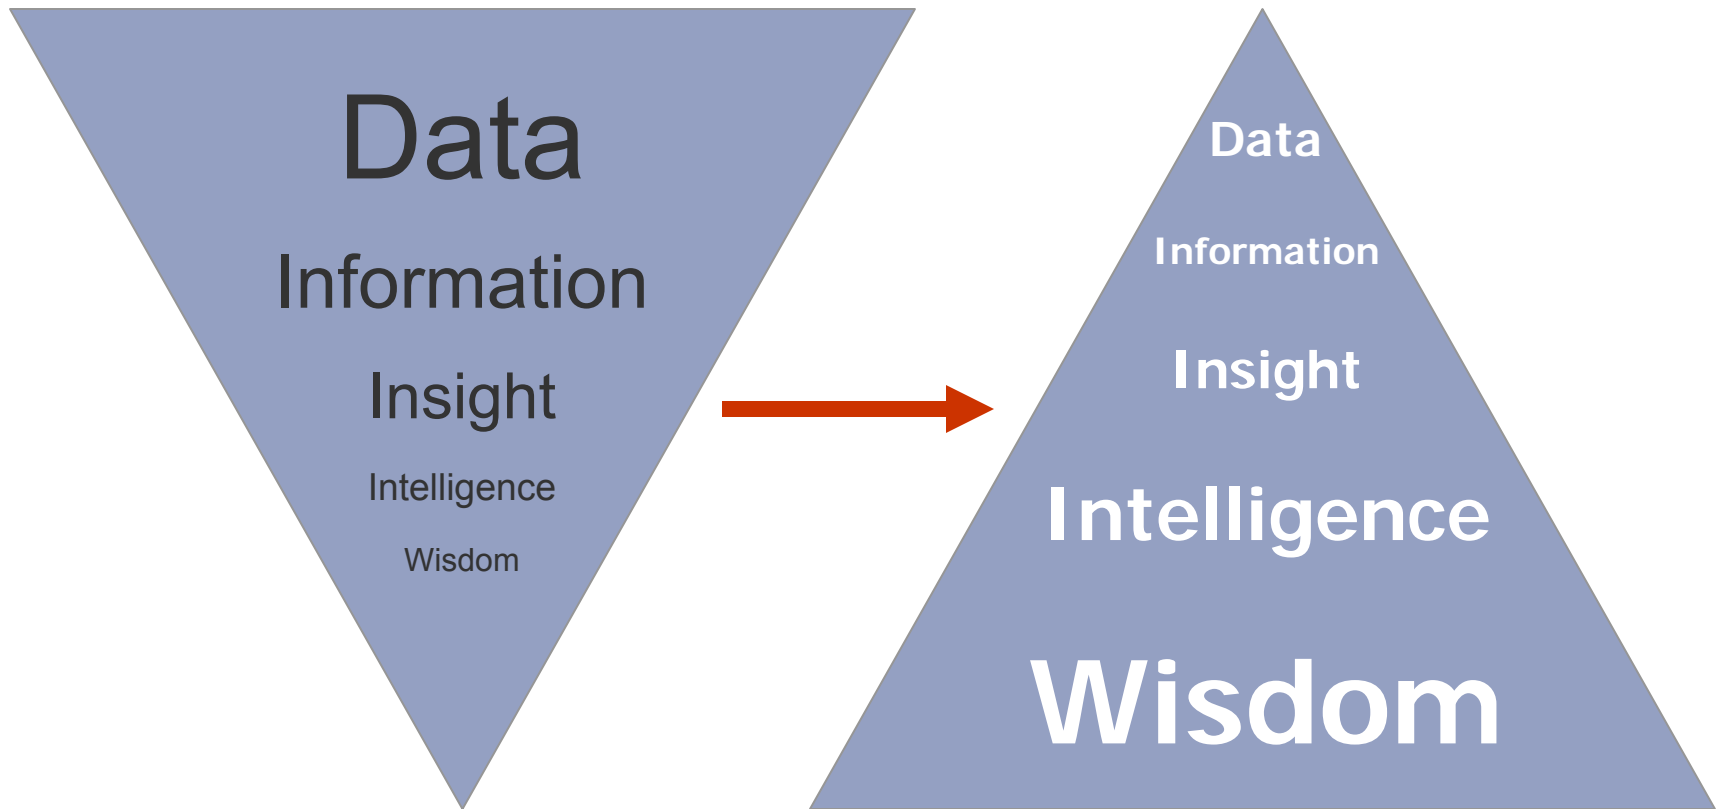 Data
Information
Insight
Intelligence
Wisdom
Data
Information
Insight
Intelligence
Wisdom